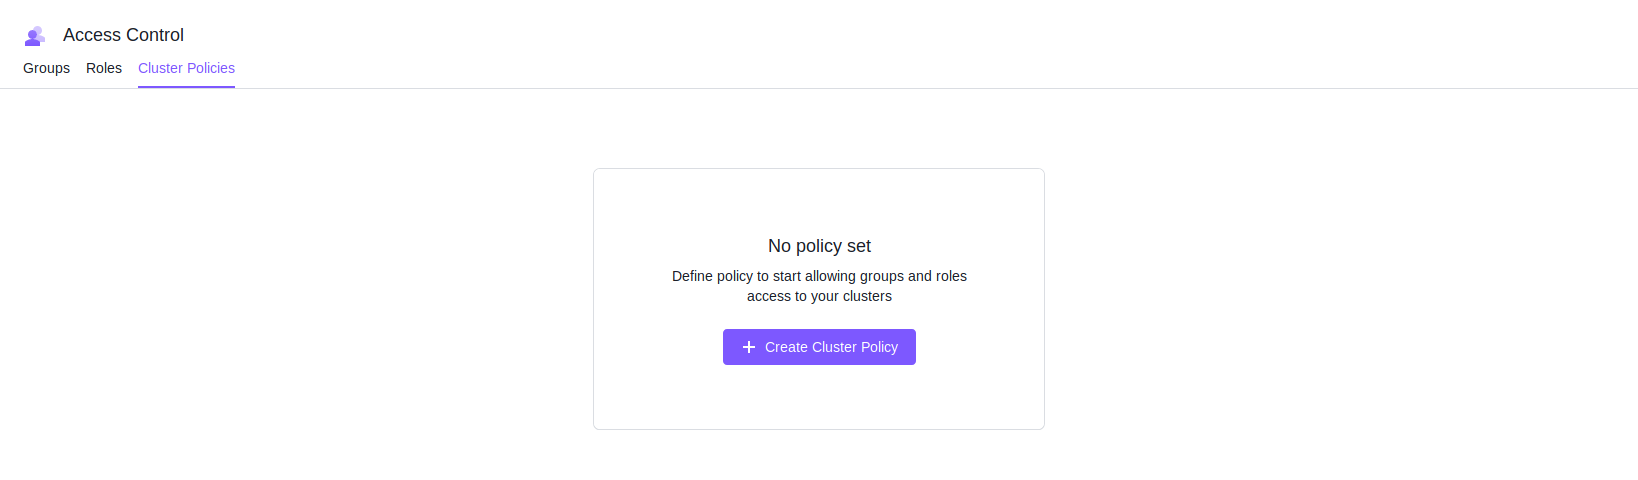 Access Control
Groups Roles Cluster Policies
No policy set
Define policy to start allowing groups and roles
access to your clusters
Create Cluster Policy